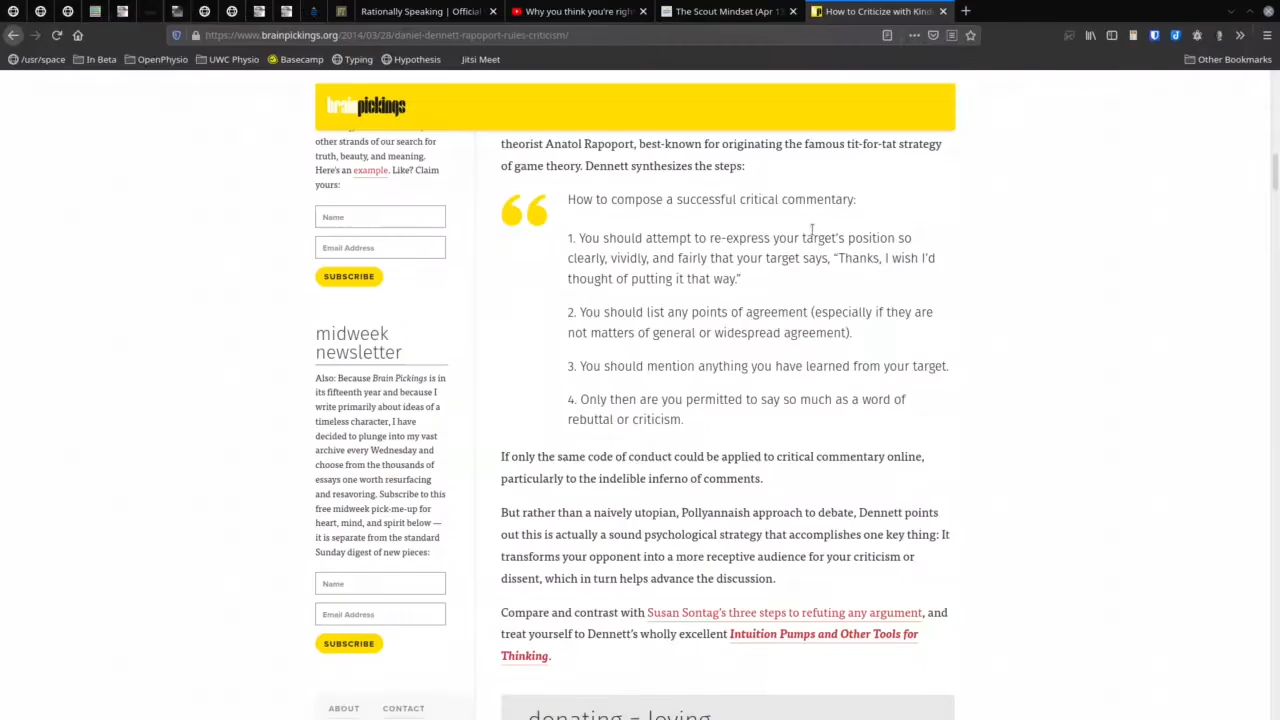 Rationally Speaking | Official
Why you think you're righ
The Scout Mindset (Apr 13
How to Criticize with Kind
https://www.brainpickings.org/2014/03/28/daniel-dennett-rapoport-rules-criticism/
/usr/space
In Beta
OpenPhysio
UWC Physio
Basecamp
Typing
Hypothesis
Jitsi Meet
Other Bookmarks
brainpickings
other strands of our search for
truth, beauty, and meaning.
Here's an example. Like? Claim
yours:
Name
Email Address
SUBSCRIBE
midweek
newsletter
Also: Because Brain Pickings is in
its fifteenth year and because I
write primarily about ideas of a
timeless character, I have
decided to plunge into my vast
archive every Wednesday and
choose from the thousands of
essays one worth resurfacing
and resavoring. Subscribe to this
free midweek pick-me-up for
heart, mind, and spirit below —
it is separate from the standard
Sunday digest of new pieces:
Name
Email Address
SUBSCRIBE
ABOUT
CONTACT
theorist Anatol Rapoport, best-known for originating the famous tit-for-tat strategy
of game theory. Dennett synthesizes the steps:
How to compose a successful critical commentary:
1. You should attempt to re-express your target's position so
clearly, vividly, and fairly that your target says, “Thanks, I wish I'd
thought of putting it that way.”
2. You should list any points of agreement (especially if they are
not matters of general or widespread agreement).
3. You should mention anything you have learned from your target.
4. Only then are you permitted to say so much as a word of
rebuttal or criticism.
If only the same code of conduct could be applied to critical commentary online,
particularly to the indelible inferno of comments.
But rather than a naively utopian, Pollyannaish approach to debate, Dennett points
out this is actually a sound psychological strategy that accomplishes one key thing: It
transforms your opponent into a more receptive audience for your criticism or
dissent, which in turn helps advance the discussion.
Compare and contrast with Susan Sontag's three steps to refuting any argument, and
treat yourself to Dennett's wholly excellent Intuition Pumps and Other Tools for
Thinking.
donating = loving